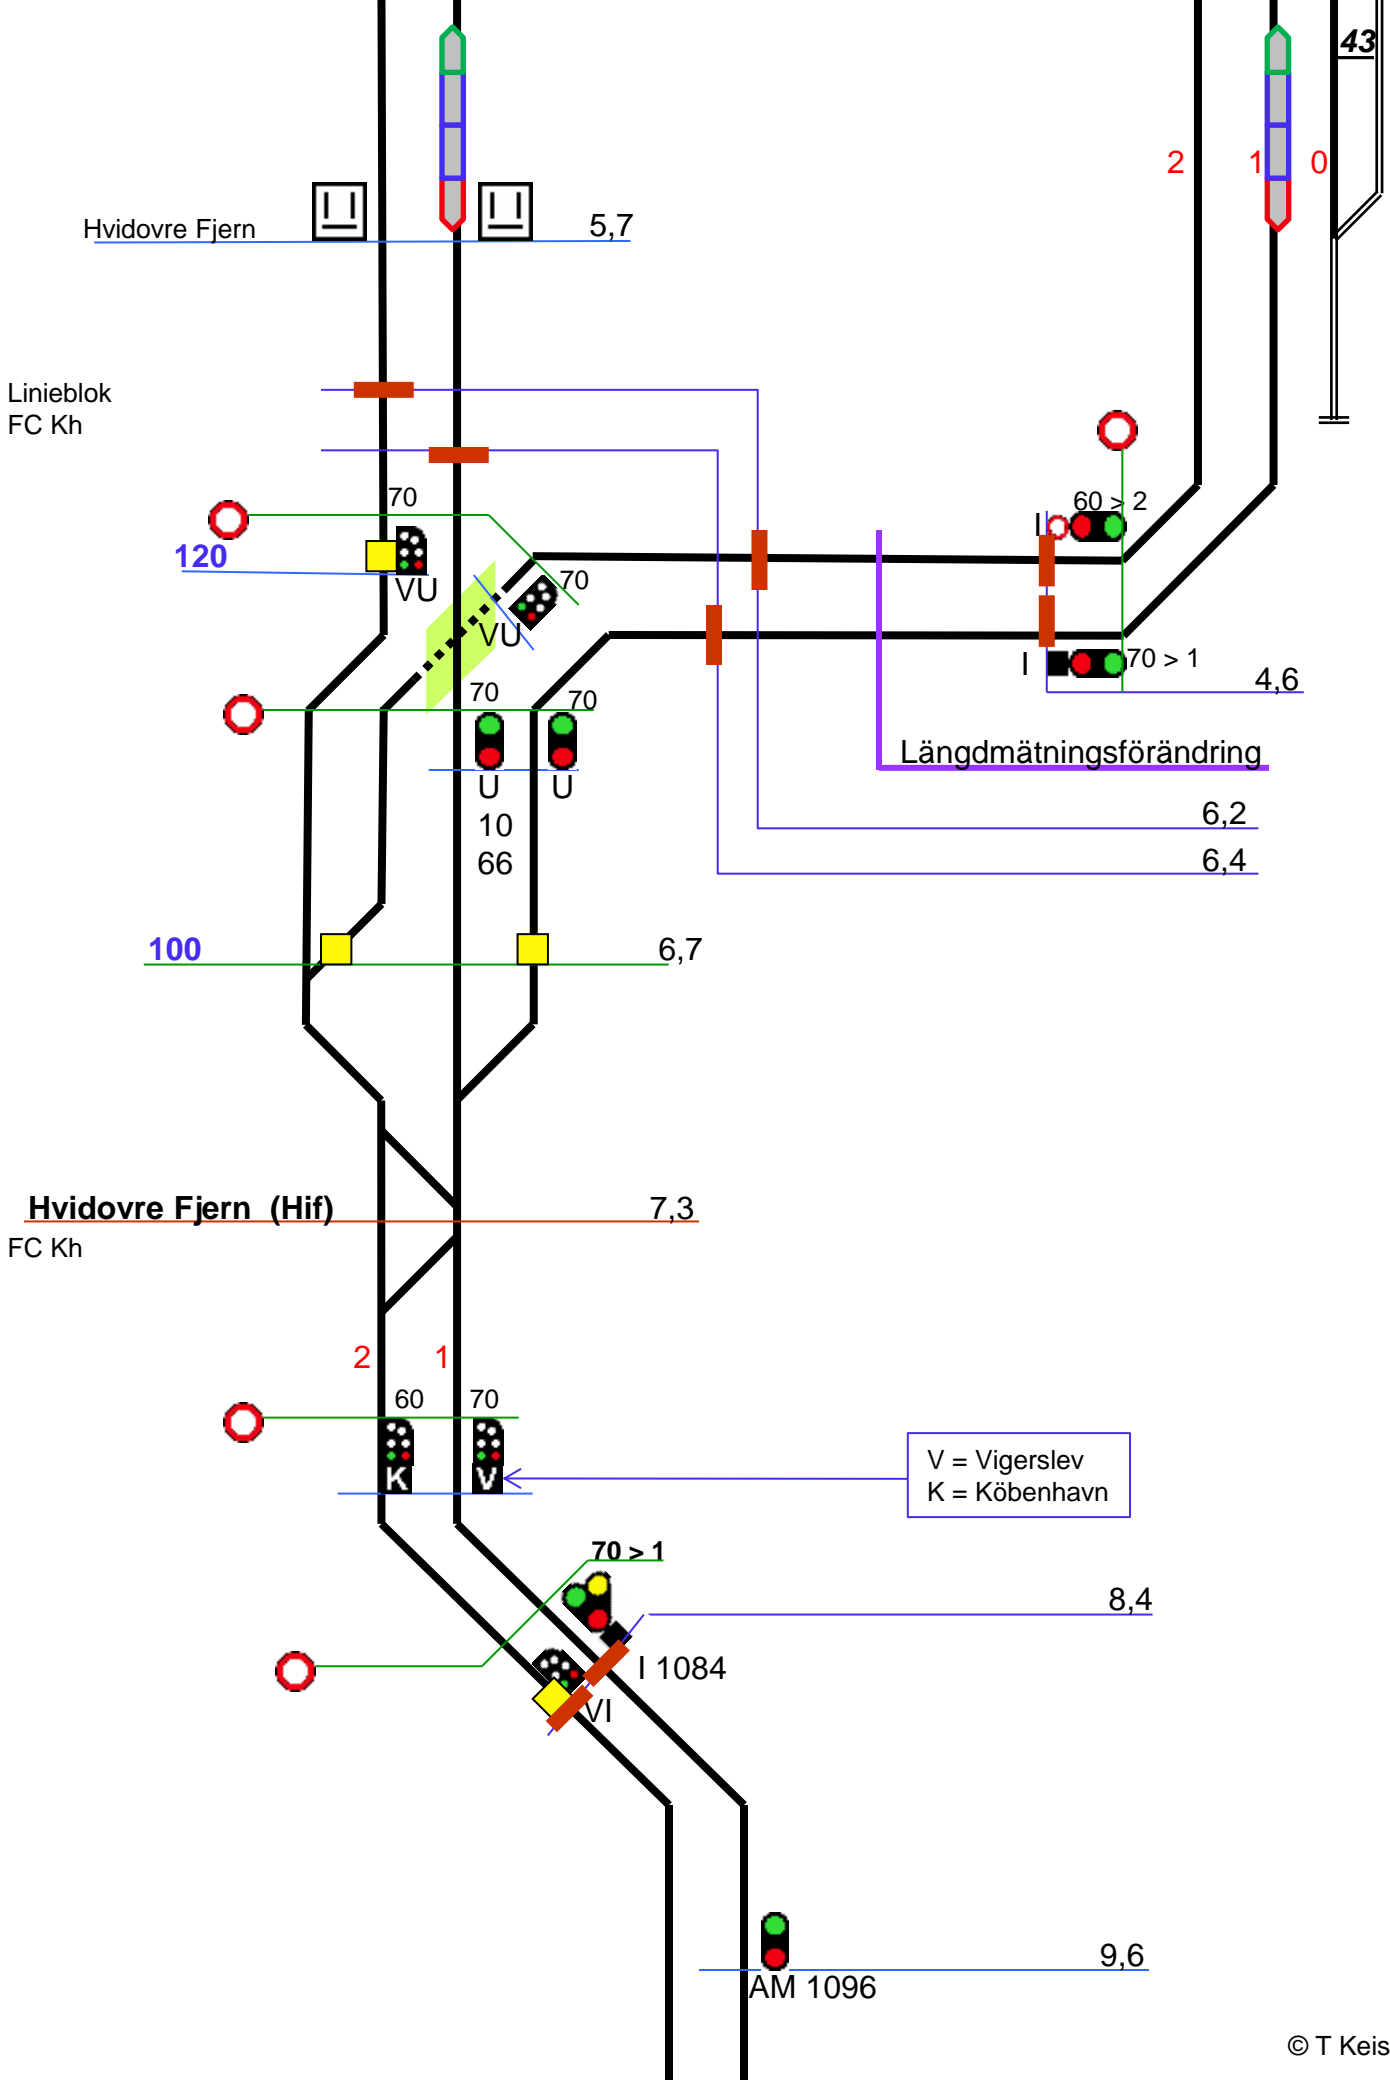 43
2 1 0
Hvidovre Fjern 5,7
Linieblok
FC Kh
70
60 > 2
I
120
VU
70
VU
I
70 > 1
4,6
70
70
Längdmätningsförändring
U U
10
66
6,2
6,4
100 6,7
Hvidovre Fjern (Hif) 7,3
FC Kh
2 1
60 70
K V
V = Vigerslev
K = Köbenhavn
70 > 1
8,4
I 1084
VI
9,6
AM 1096
© T Keis